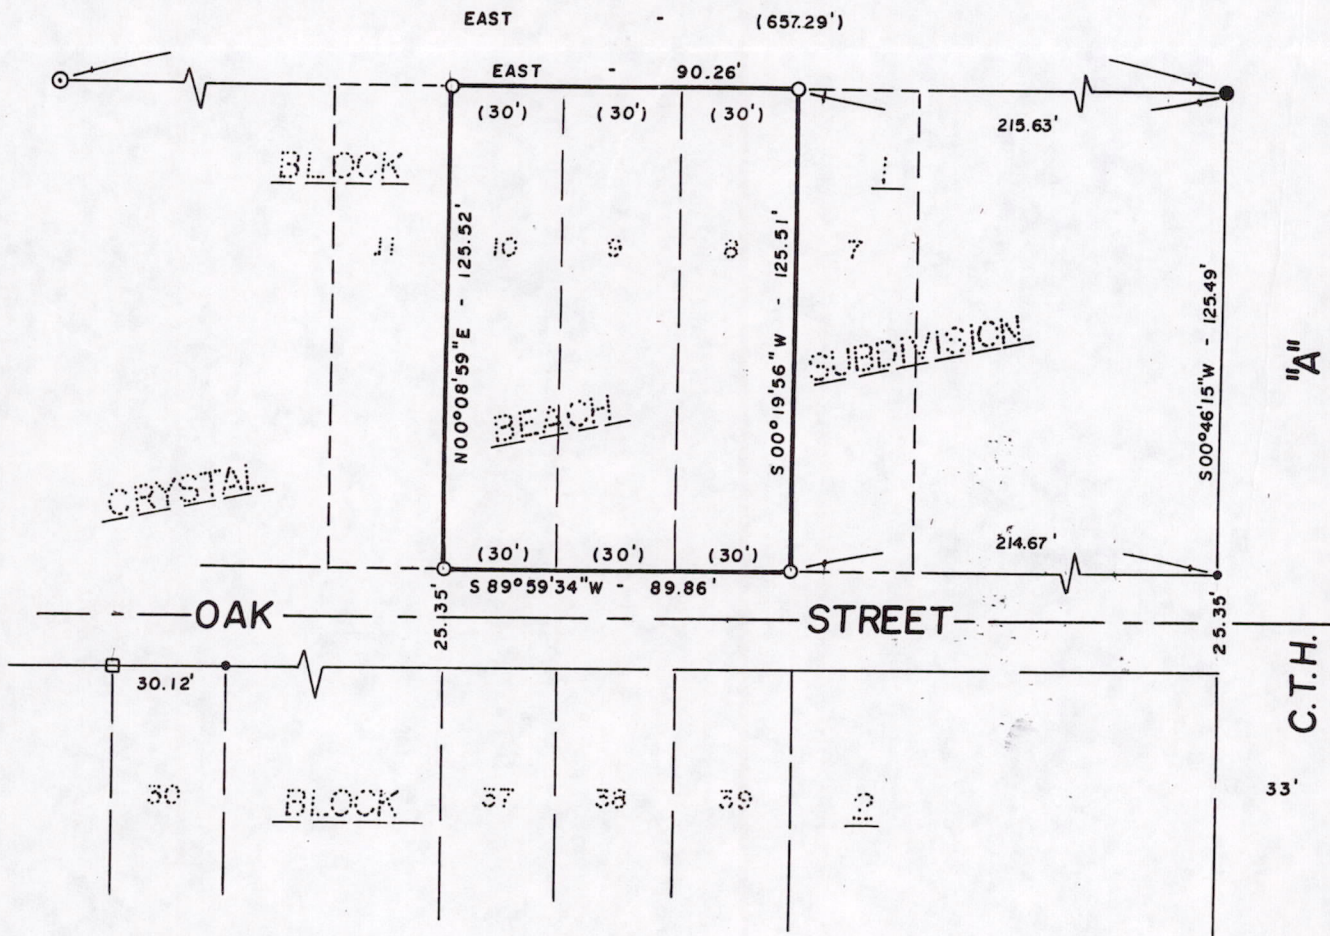 EAST - (657.29')
EAST - 90.26'
(30') (30') (30')
215.63'
BLOCK 1
11 10 9 8 7
N00°08'59"E - 125.52'
S00°19'56"W - 125.51'
S00°46'15"W - 125.49'
"A"
CRYSTAL BEACH SUBDIVISION
(30') (30') (30')
214.67'
S 89°59'34"W - 89.86'
25.35'
OAK STREET
25.35'
C.T.H.
30.12'
30 BLOCK 37 38 39 2
33'